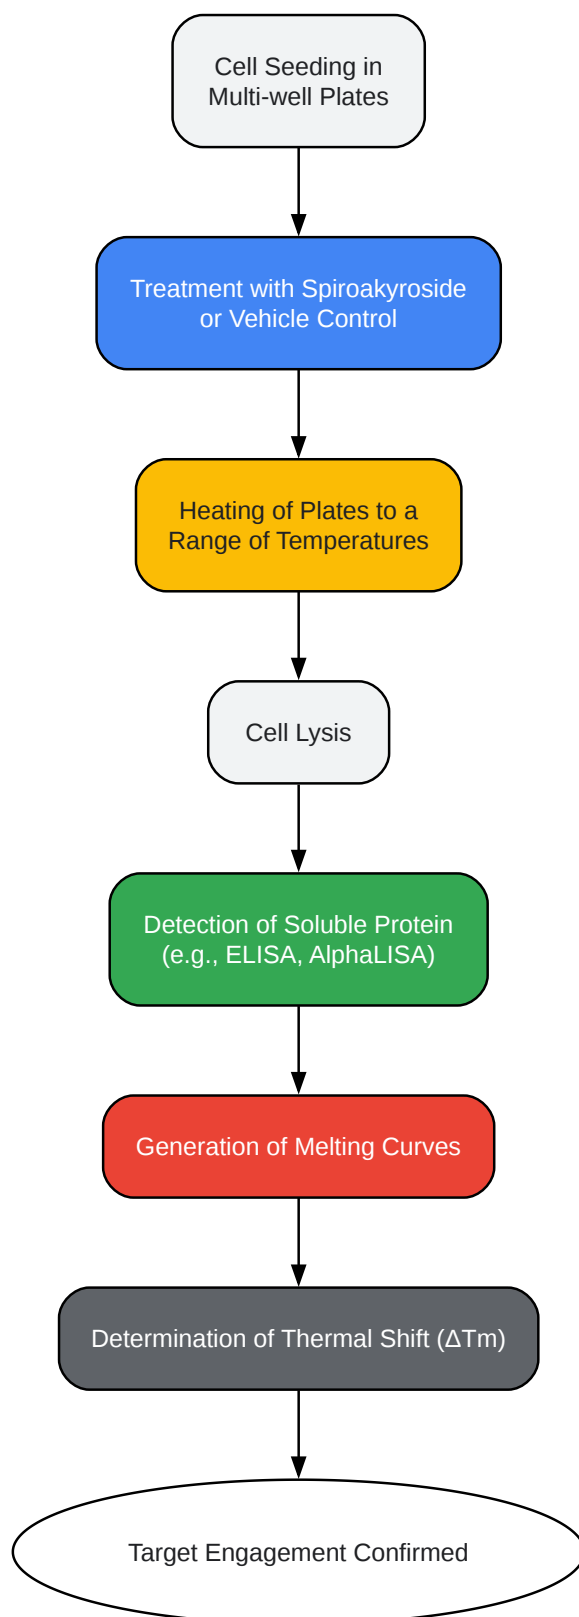 Cell Seeding in
Multi-well Plates
Treatment with Spiroakyroside
or Vehicle Control
Heating of Plates to a
Range of Temperatures
Cell Lysis
Detection of Soluble Protein
(e.g., ELISA, AlphaLISA)
Generation of Melting Curves
Determination of Thermal Shift (ΔTm)
Target Engagement Confirmed